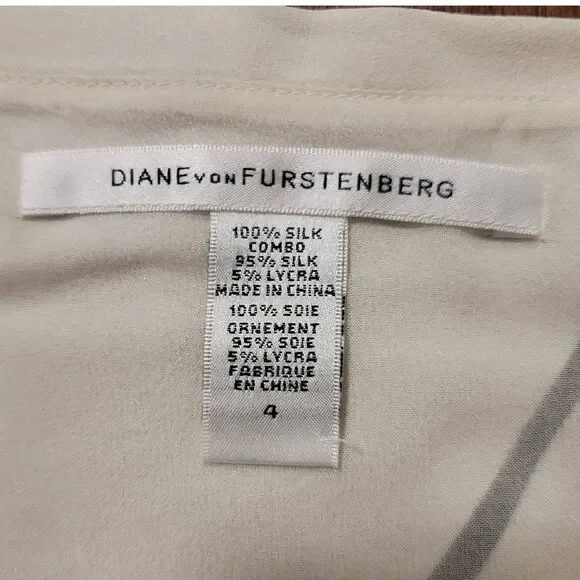 DIANE VON FURSTENBERG
100% SILK
COMBO
95% SILK
5% LYCRA
MADE IN CHINA
100% SOIE
ORNEMENT
95% SOIE
5% LYCRA
FABRIQUE
EN CHINE
4